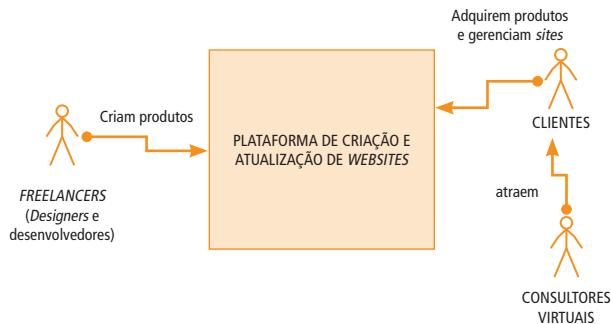 Adquirem produtos
e gerenciam sites
Criam produtos
PLATAFORMA DE CRIAÇÃO E
ATUALIZAÇÃO DE WEBSITES
CLIENTES
FREELANCERS
(Designers e
desenvolvedores)
atraem
CONSULTORES
VIRTUAIS